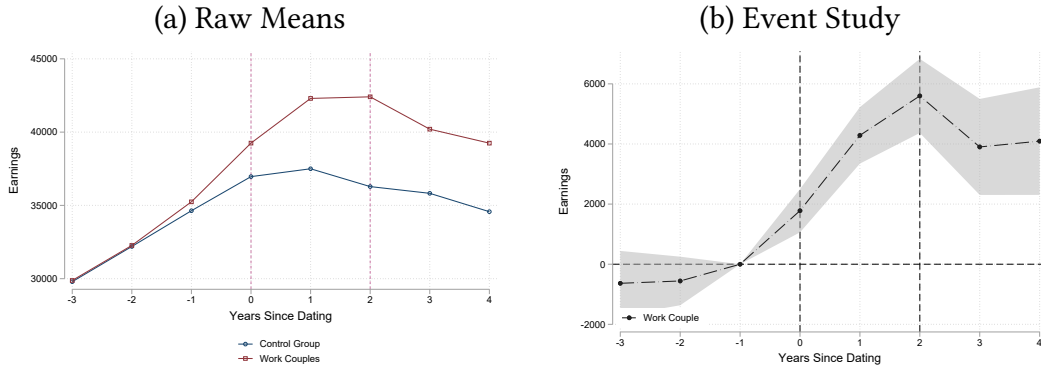 (a) Raw Means
45000
40000
35000
30000
Earnings
-3 -2 -1 0 1 2 3 4
Years Since Dating
Control Group
Work Couples
(b) Event Study
6000
4000
2000
0
-2000
Earnings
Work Couple
-3 -2 -1 0 1 2 3 4
Years Since Dating